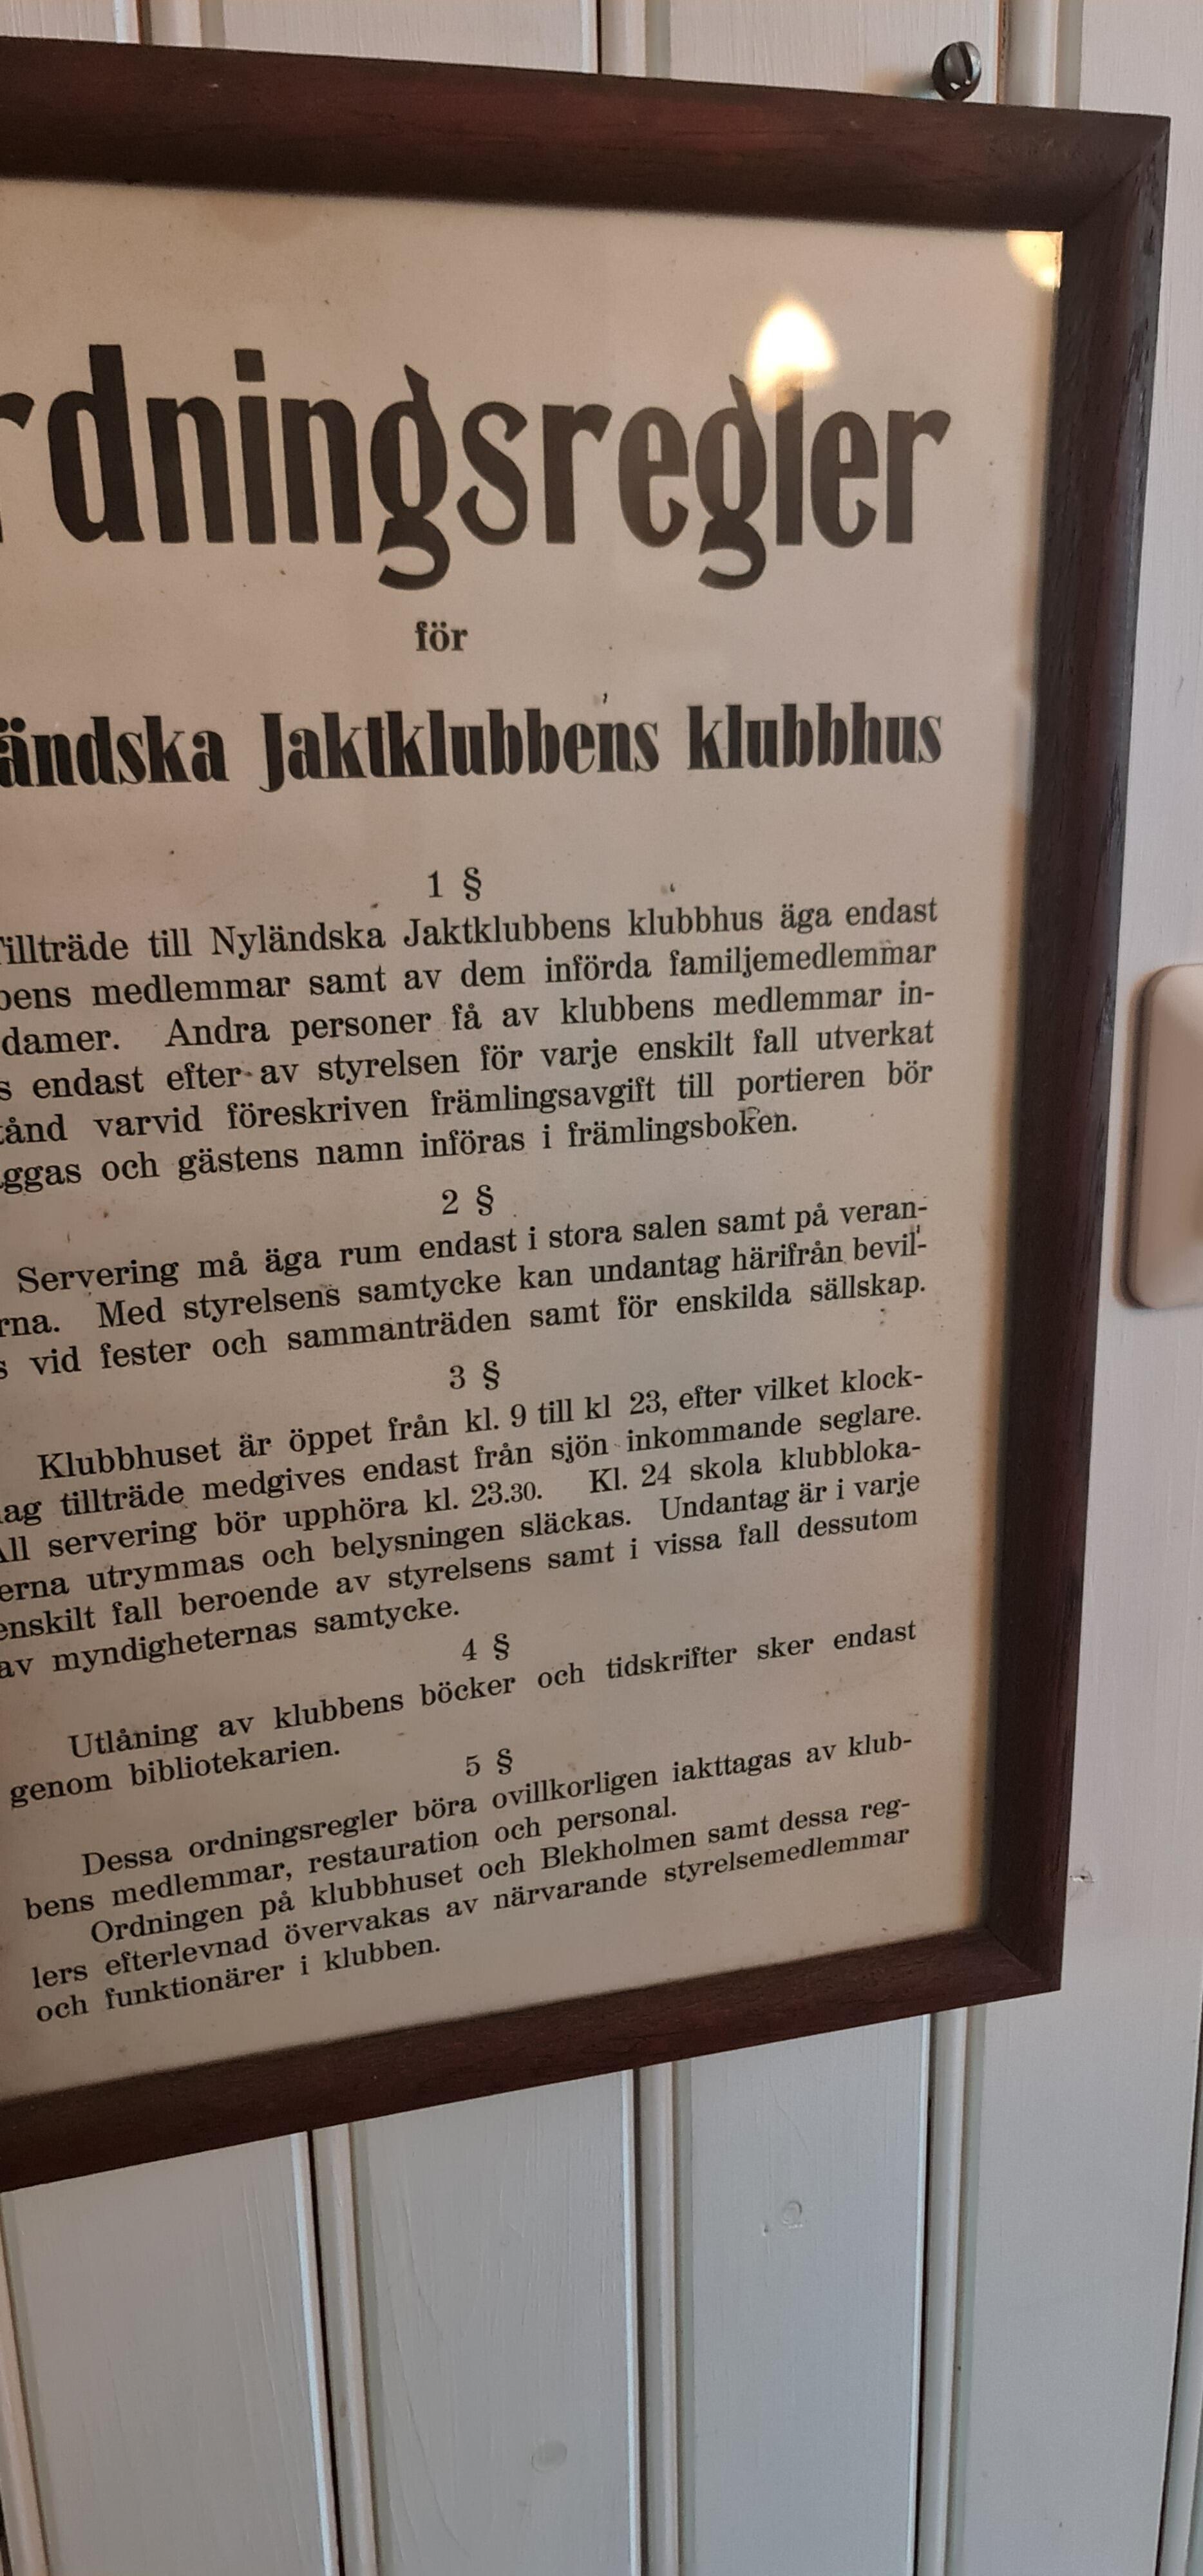 rdningsregler
för
ändska Jaktklubbens klubbhus
1 §
Tillträde till Nyländska Jaktklubbens klubbhus äga endast
bens medlemmar samt av dem införda familjemedlemmar
damer. Andra personer få av klubbens medlemmar in-
s endast efter av styrelsen för varje enskilt fall utverkat
tånd varvid föreskriven främlingsavgift till portieren bör
ggas och gästens namn införas i främlingsboken.
2 §
Servering må äga rum endast i stora salen samt på veran-
rna. Med styrelsens samtycke kan undantag härifrån bevil-
s vid fester och sammanträden samt för enskilda sällskap.
3 §
Klubbhuset är öppet från kl. 9 till kl 23, efter vilket klock-
lag tillträde medgives endast från sjön inkommande seglare.
All servering bör upphöra kl. 23.30. Kl. 24 skola klubbloka-
erna utrymmas och belysningen släckas. Undantag är i varje
enskilt fall beroende av styrelsens samt i vissa fall dessutom
av myndigheternas samtycke.
4 §
Utlåning av klubbens böcker och tidskrifter sker endast
genom bibliotekarien.
5 §
Dessa ordningsregler böra ovillkorligen iakttagas av klub-
bens medlemmar, restauration och personal.
Ordningen på klubbhuset och Blekholmen samt dessa reg-
lers efterlevnad övervakas av närvarande styrelsemedlemmar
och funktionärer i klubben.